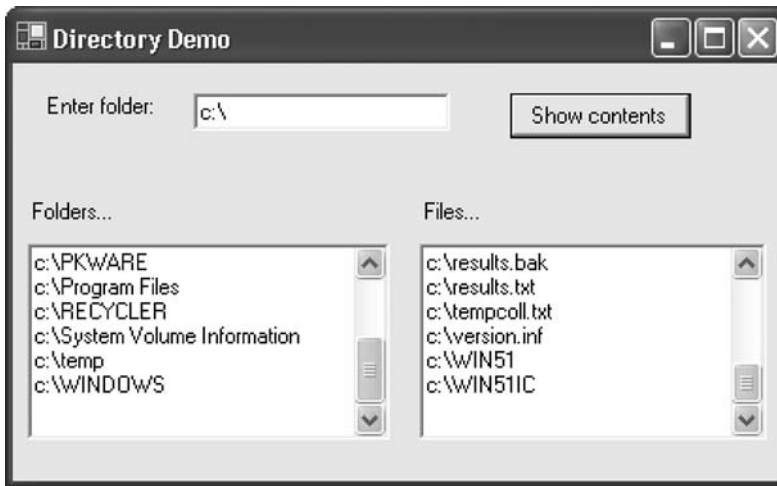 Directory Demo
Enter folder:
c:\
Show contents
Folders...
c:\PKWARE
c:\Program Files
c:\RECYCLER
c:\System Volume Information
c:\temp
c:\WINDOWS
Files...
c:\results.bak
c:\results.txt
c:\tempcoll.txt
c:\version.inf
c:\WIN51
c:\WIN51IC